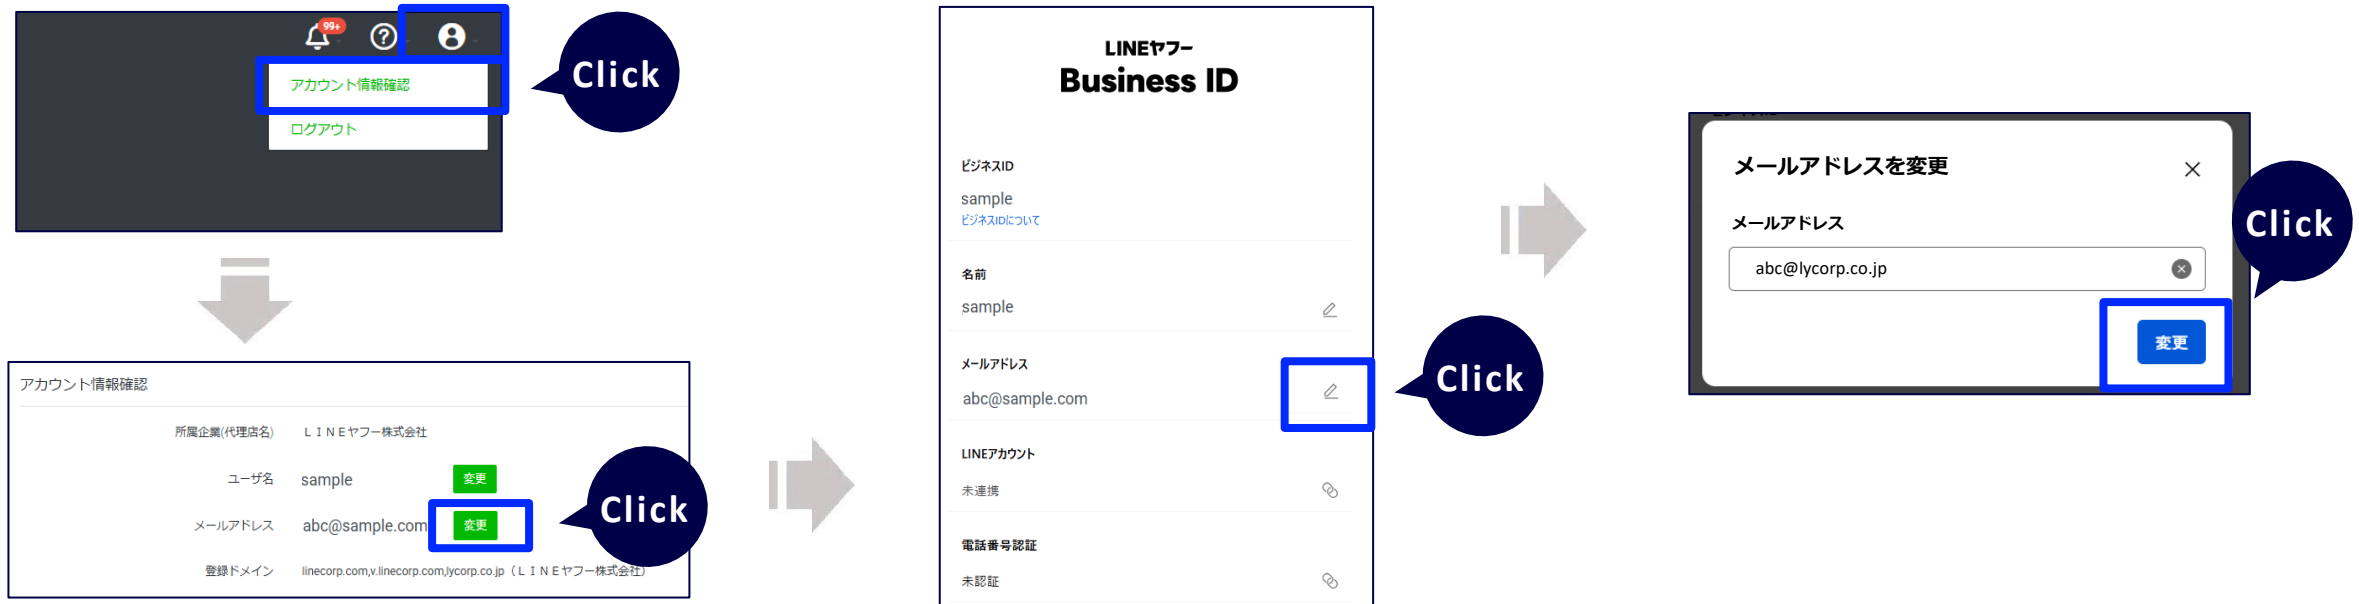 99+
アカウント情報確認
ログアウト
Click
アカウント情報確認
所属企業(代理店名) ＬＩＮＥヤフー株式会社
ユーザ名 sample 変更
メールアドレス abc@sample.com 変更
Click
登録ドメイン linecorp.com,v.linecorp.com,lycorp.co.jp（ＬＩＮＥヤフー株式会社）
LINEヤフー
Business ID
ビジネスID
sample
ビジネスIDについて
名前
sample
メールアドレス
abc@sample.com
Click
LINEアカウント
未連携
電話番号認証
未認証
メールアドレスを変更
メールアドレス
abc@lycorp.co.jp
変更
Click